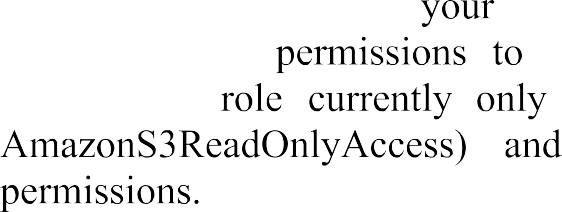 your
permissions to
role currently only
AmazonS3ReadOnlyAccess) and
permissions.